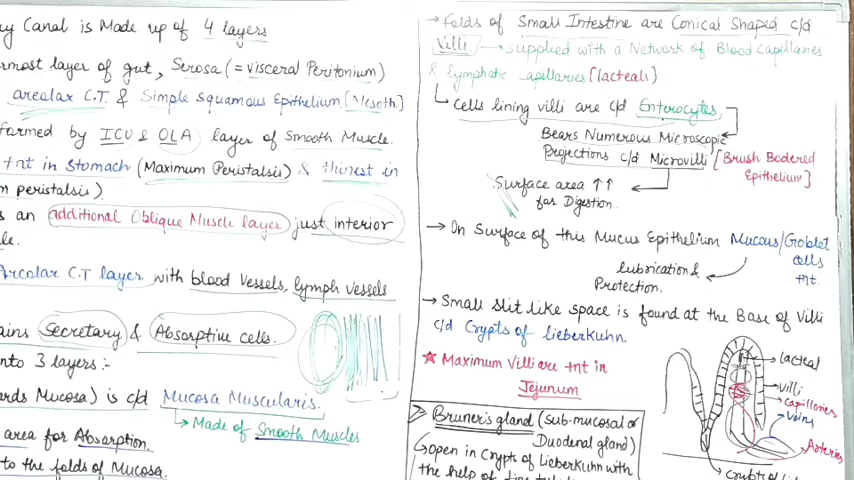 y Canal is Made up of 4 layers
ermost layer of gut, Serosa (= visceral Peritonium)
areolar C.T & Simple Squamous Epithelium [Mesoth]
formed by ICU & OLA layer of Smooth Muscle.
+nt in Stomach (Maximum Peristalsis) & thinest in
m peristalsis).
s an additional Oblique Muscle layer just interior
le.
Areolar C.T layer with blood Vessels, lymph vessels
ains Secretary & Absorptive cells.
nto 3 layers :-
ards Mucosa) is c/d Mucosa Muscularis.
Made of Smooth Muscles
area for Absorption.
to the folds of Mucosa.
→ Folds of Small Intestine are Conical Shaped c/d
Villi → Supplied with a Network of Blood Capillaries
& lymphatic capillaries [lacteals]
Cells lining villi are c/d Enterocytes
Bears Numerous Microscopic
Projections c/d Microvilli [Brush Bodered
Epithelium]
Surface area ↑↑
for Digestion.
→ On Surface of this Mucus Epithelium Mucous/Goblet
cells
+nt.
lubrication &
Protection.
→ Small slit like space is found at the Base of Villi
c/d Crypts of lieberkuhn.
★ Maximum Villi are +nt in
Jejunum
Bruner's gland (sub-mucosal or
Duodenal gland)
Open in Crypts of Lieberkuhn with
the help of
lacteal
villi
Capillaries
Veins
Arteries